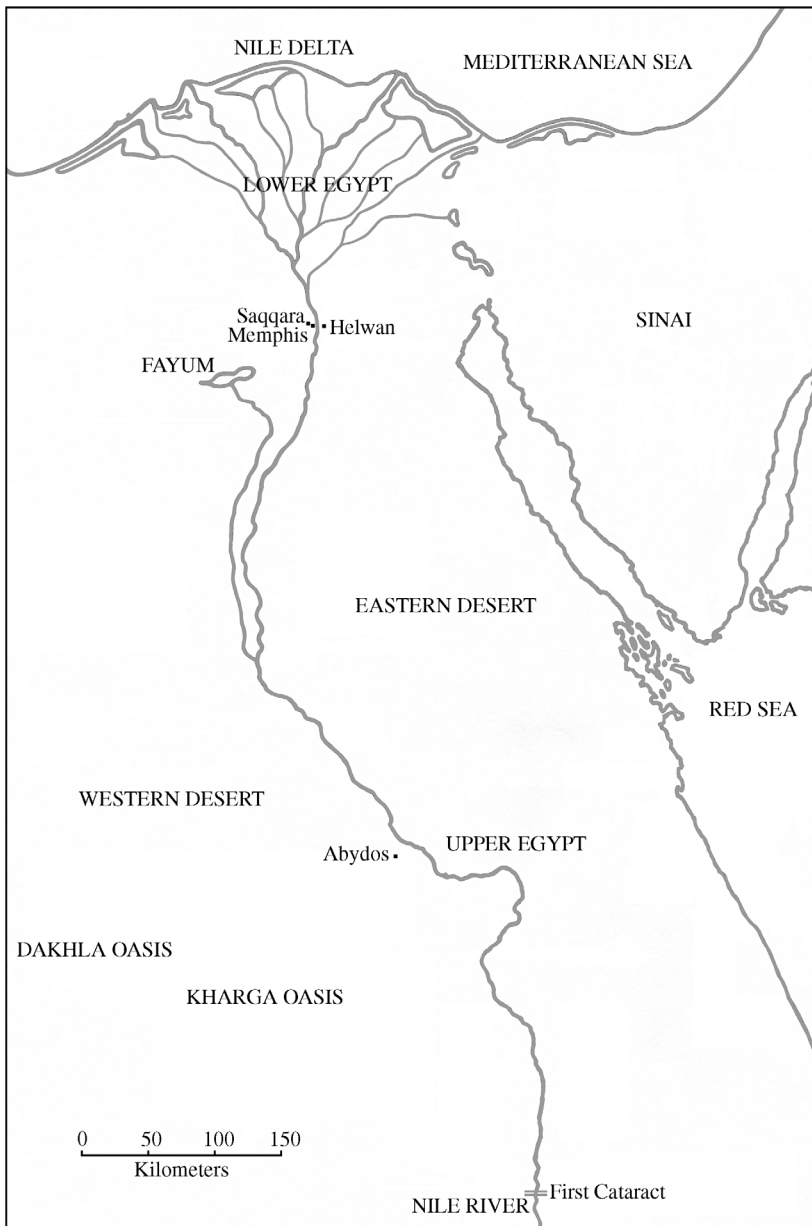 NILE DELTA
MEDITERRANEAN SEA
LOWER EGYPT
Saqqara
Memphis
Helwan
SINAI
FAYUM
EASTERN DESERT
RED SEA
WESTERN DESERT
UPPER EGYPT
Abydos
DAKHLA OASIS
KHARGA OASIS
0 50 100 150
Kilometers
First Cataract
NILE RIVER